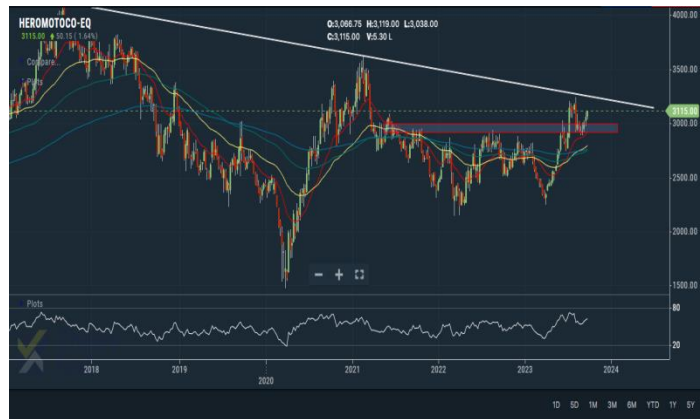 HEROMOTOCO-EQ
3115.00 50.15 ( 1.64%)
O:3,066.75 H:3,119.00 L:3,038.00
C:3,115.00 V:5.30 L
Compare...
Plots
4000.00
3500.00
3115.00
3000.00
2500.00
2000.00
1500.00
Plots
80
20
2018 2019 2020 2021 2022 2023 2024
1D 5D 1M 3M 6M YTD 1Y 5Y